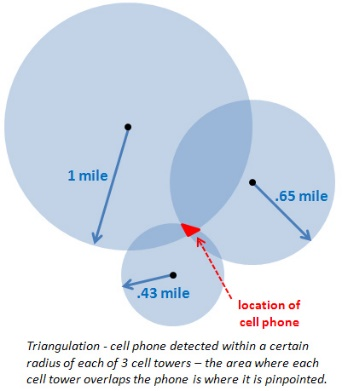 1 mile
.65 mile
.43 mile
location of
cell phone
Triangulation - cell phone detected within a certain
radius of each of 3 cell towers – the area where each
cell tower overlaps the phone is where it is pinpointed.